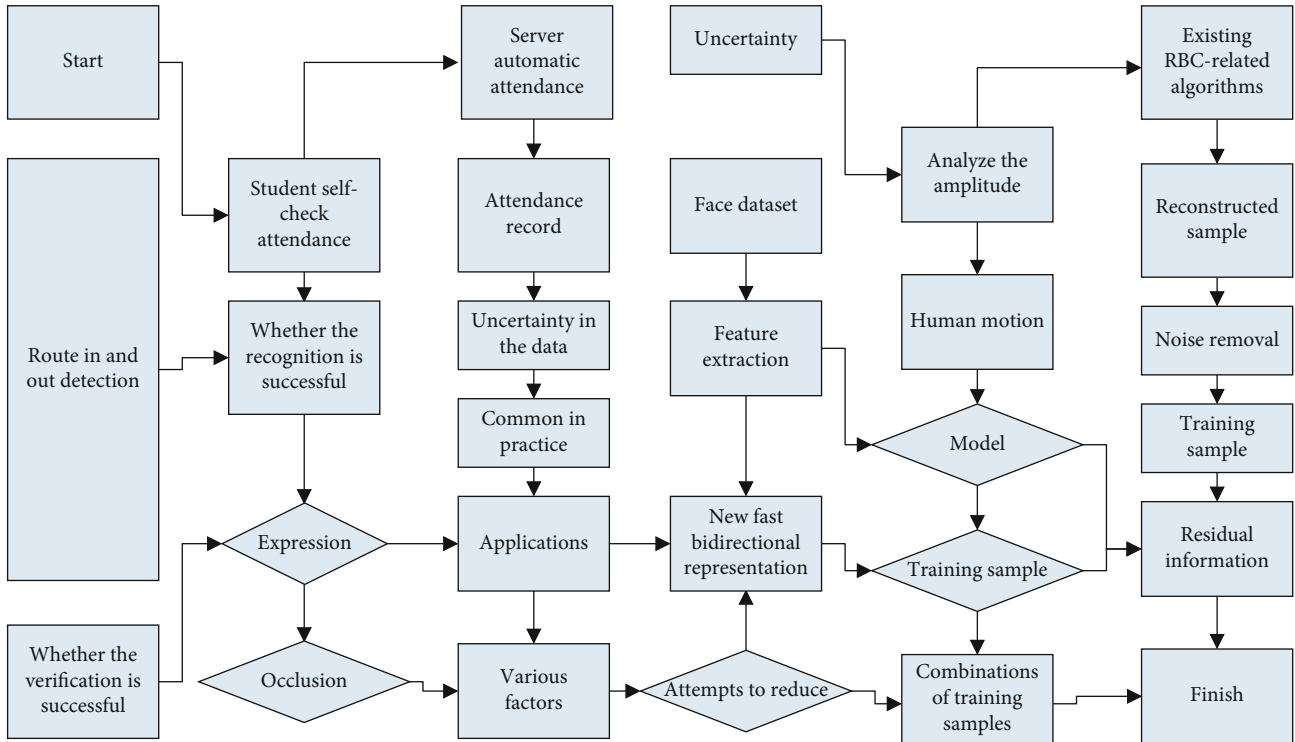 Start
Route in and
out detection
Whether the
verification is
successful
Student self-
check
attendance
Whether the
recognition is
successful
Expression
Occlusion
Server
automatic
attendance
Attendance
record
Uncertainty in
the data
Common in
practice
Applications
Various
factors
Uncertainty
Face dataset
Feature
extraction
New fast
bidirectional
representation
Attempts to reduce
Analyze the
amplitude
Human motion
Model
Training sample
Combinations
of training
samples
Existing
RBC-related
algorithms
Reconstructed
sample
Noise removal
Training
sample
Residual
information
Finish